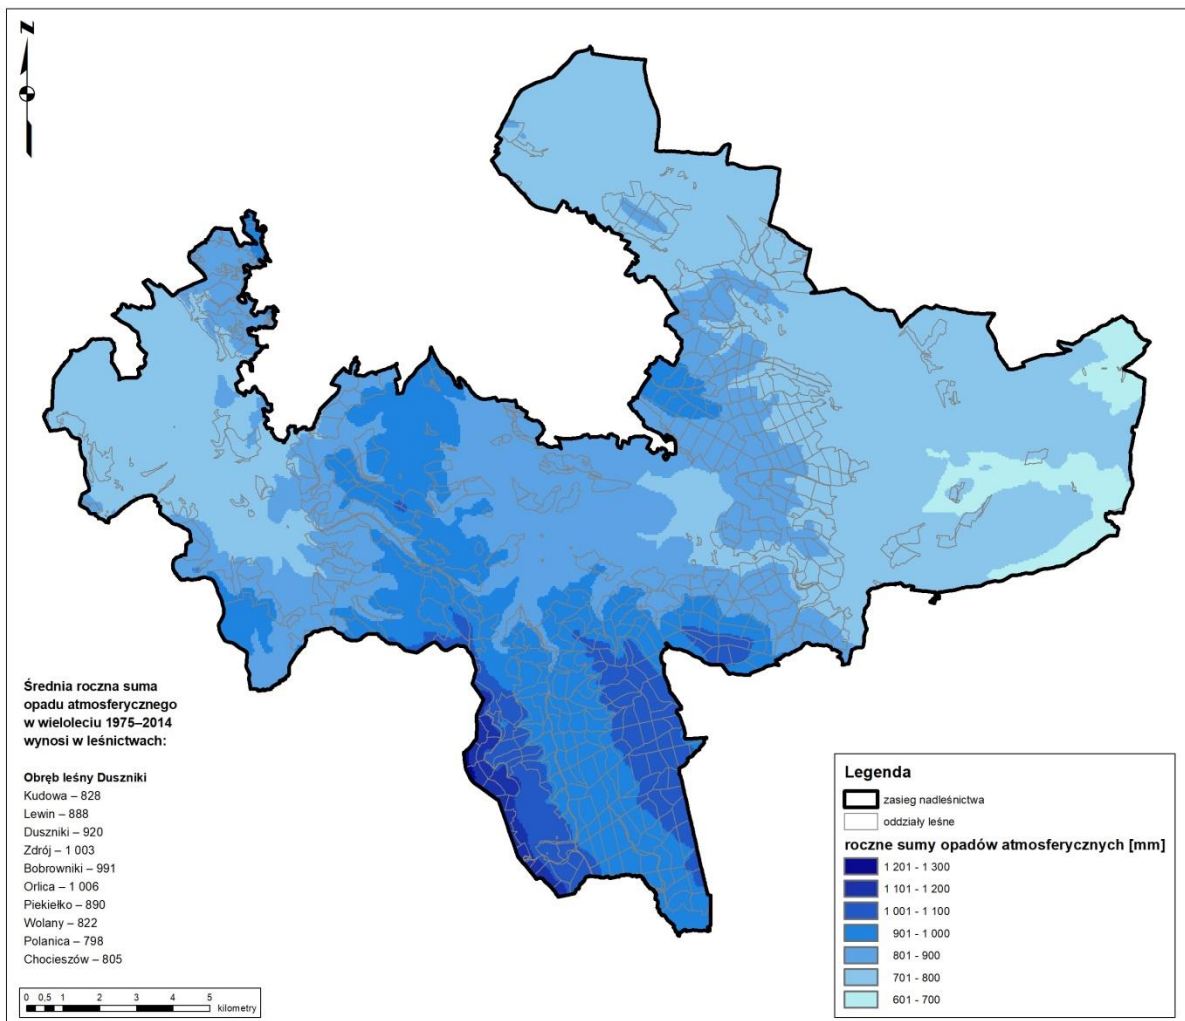 N
Średnia roczna suma
opadu atmosferycznego
w wieloleciu 1975–2014
wynosi w leśnictwach:
Obręb leśny Duszniki
Kudowa – 828
Lewin – 888
Duszniki – 920
Zdrój – 1 003
Bobrowniki – 991
Orlica – 1 006
Piekiełko – 890
Wolany – 822
Polanica – 798
Chocieszów – 805
0 0,5 1 2 3 4 5
kilometry
Legenda
zasięg nadleśnictwa
oddziały leśne
roczne sumy opadów atmosferycznych [mm]
1 201 - 1 300
1 101 - 1 200
1 001 - 1 100
901 - 1 000
801 - 900
701 - 800
601 - 700